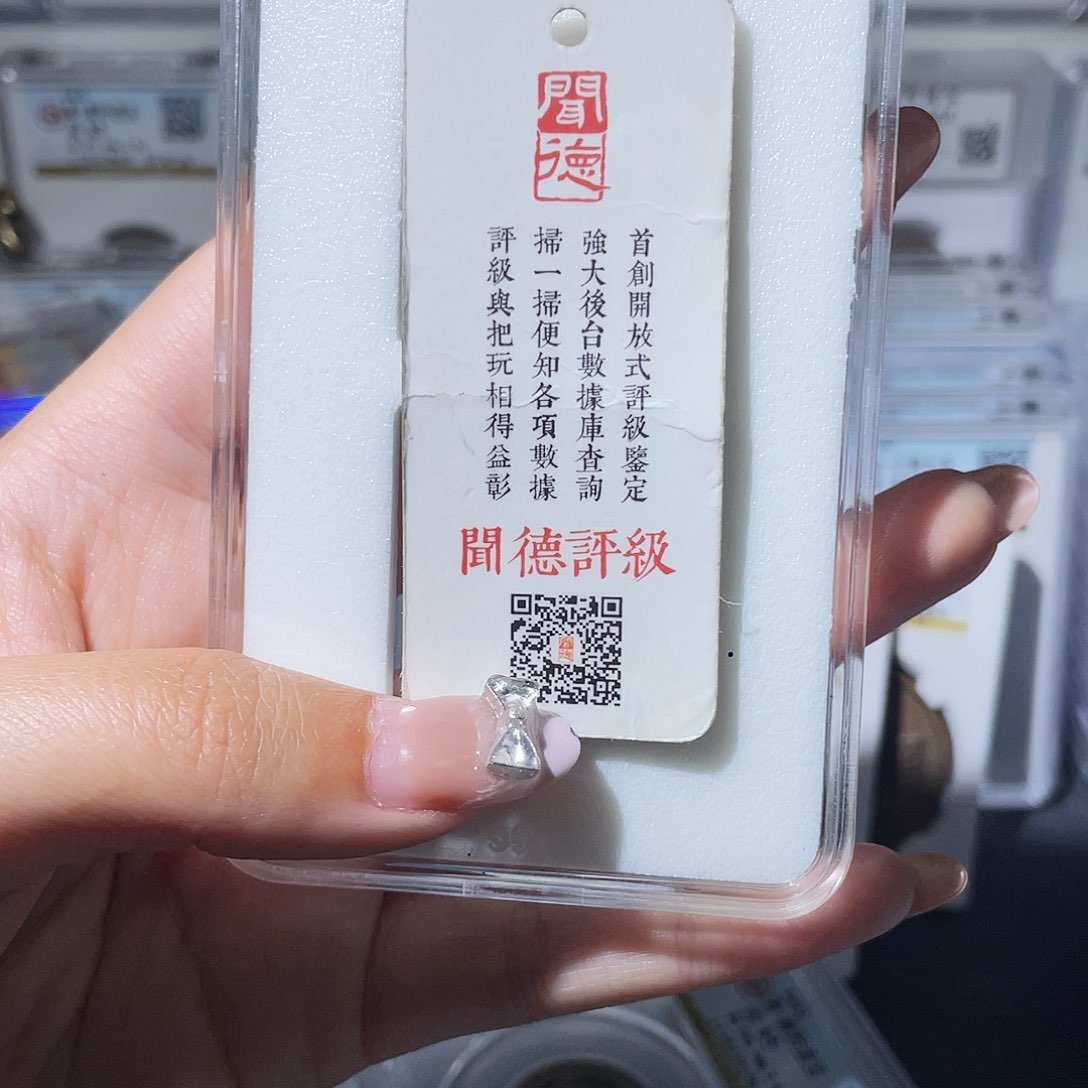 聞德
首創開放式評級鑒定
強大後台數據庫查詢
掃一掃便知各項數據
評級與把玩相得益彰
聞德評級